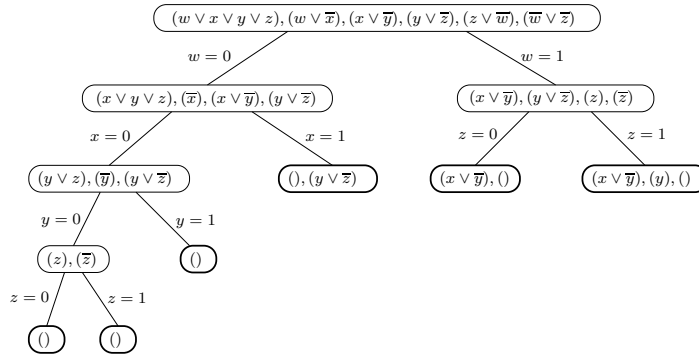 (w ∨ x ∨ y ∨ z), (w ∨ x̅), (x ∨ y̅), (y ∨ z̅), (z ∨ w̅), (w̅ ∨ z̅)
w = 0 w = 1
(x ∨ y ∨ z), (x̅), (x ∨ y̅), (y ∨ z̅) (x ∨ y̅), (y ∨ z̅), (z), (z̅)
x = 0 x = 1 z = 0 z = 1
(y ∨ z), (y̅), (y ∨ z̅) (), (y ∨ z̅) (x ∨ y̅), () (x ∨ y̅), (y), ()
y = 0 y = 1
(z), (z̅) ()
z = 0 z = 1
() ()